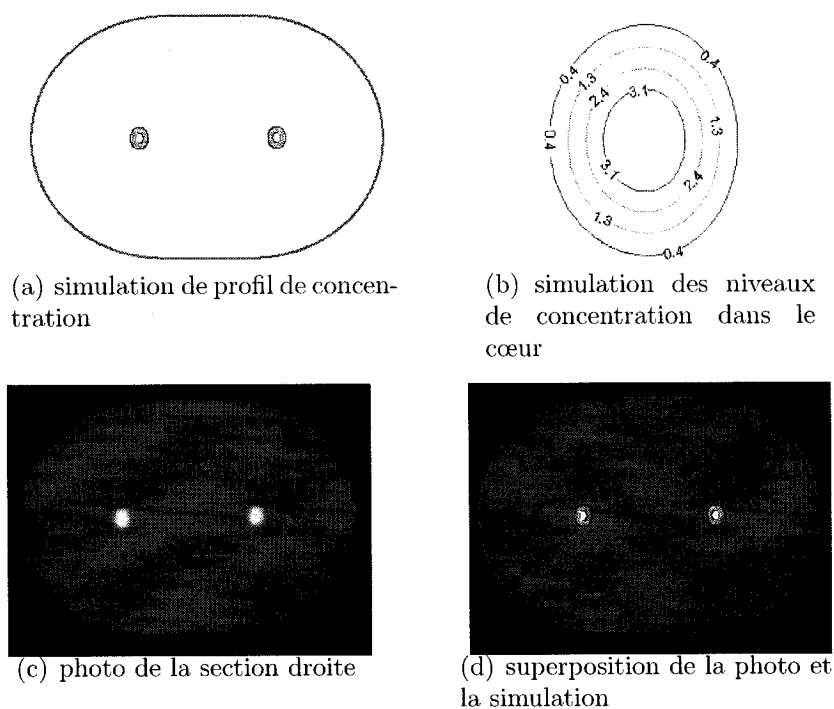 0.4
0.4
1.3
3.1
2.4
1.3
0.4
3.1
2.4
1.3
0.4
(a) simulation de profil de concen-
tration
(b) simulation des niveaux
de concentration dans le
cœur
(c) photo de la section droite
(d) superposition de la photo et
la simulation